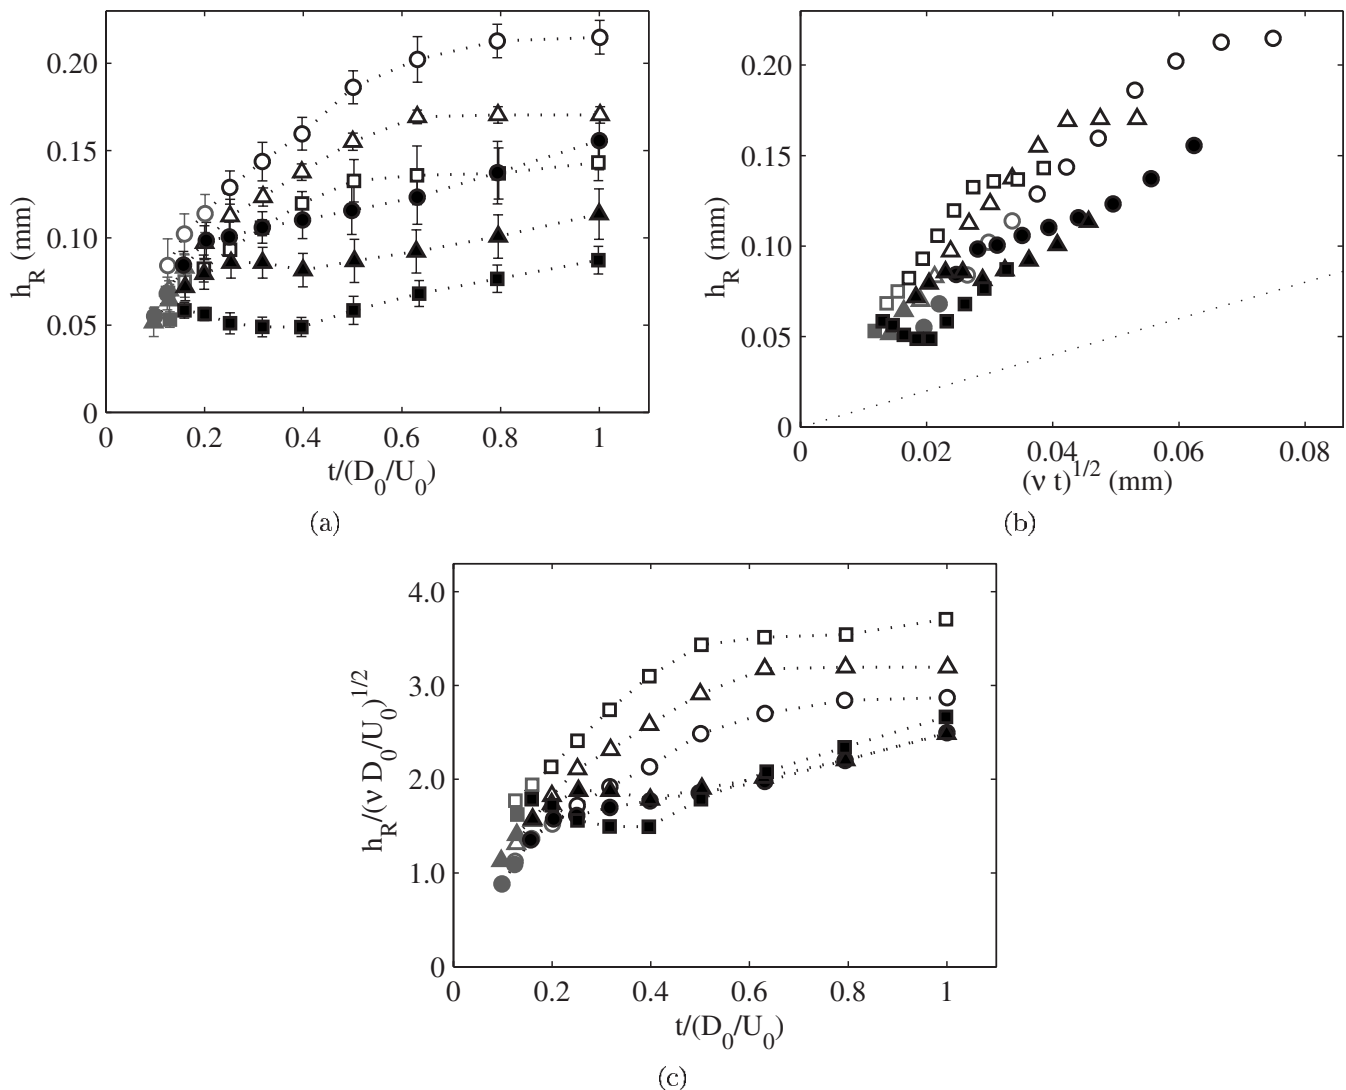 0.20
0.15
0.10
0.05
0
h_R (mm)
0 0.2 0.4 0.6 0.8 1
t/(D_0/U_0)
(a)
0.20
0.15
0.10
0.05
0
h_R (mm)
0 0.02 0.04 0.06 0.08
(ν t)^{1/2} (mm)
(b)
4.0
3.0
2.0
1.0
0
h_R/(ν D_0/U_0)^{1/2}
0 0.2 0.4 0.6 0.8 1
t/(D_0/U_0)
(c)